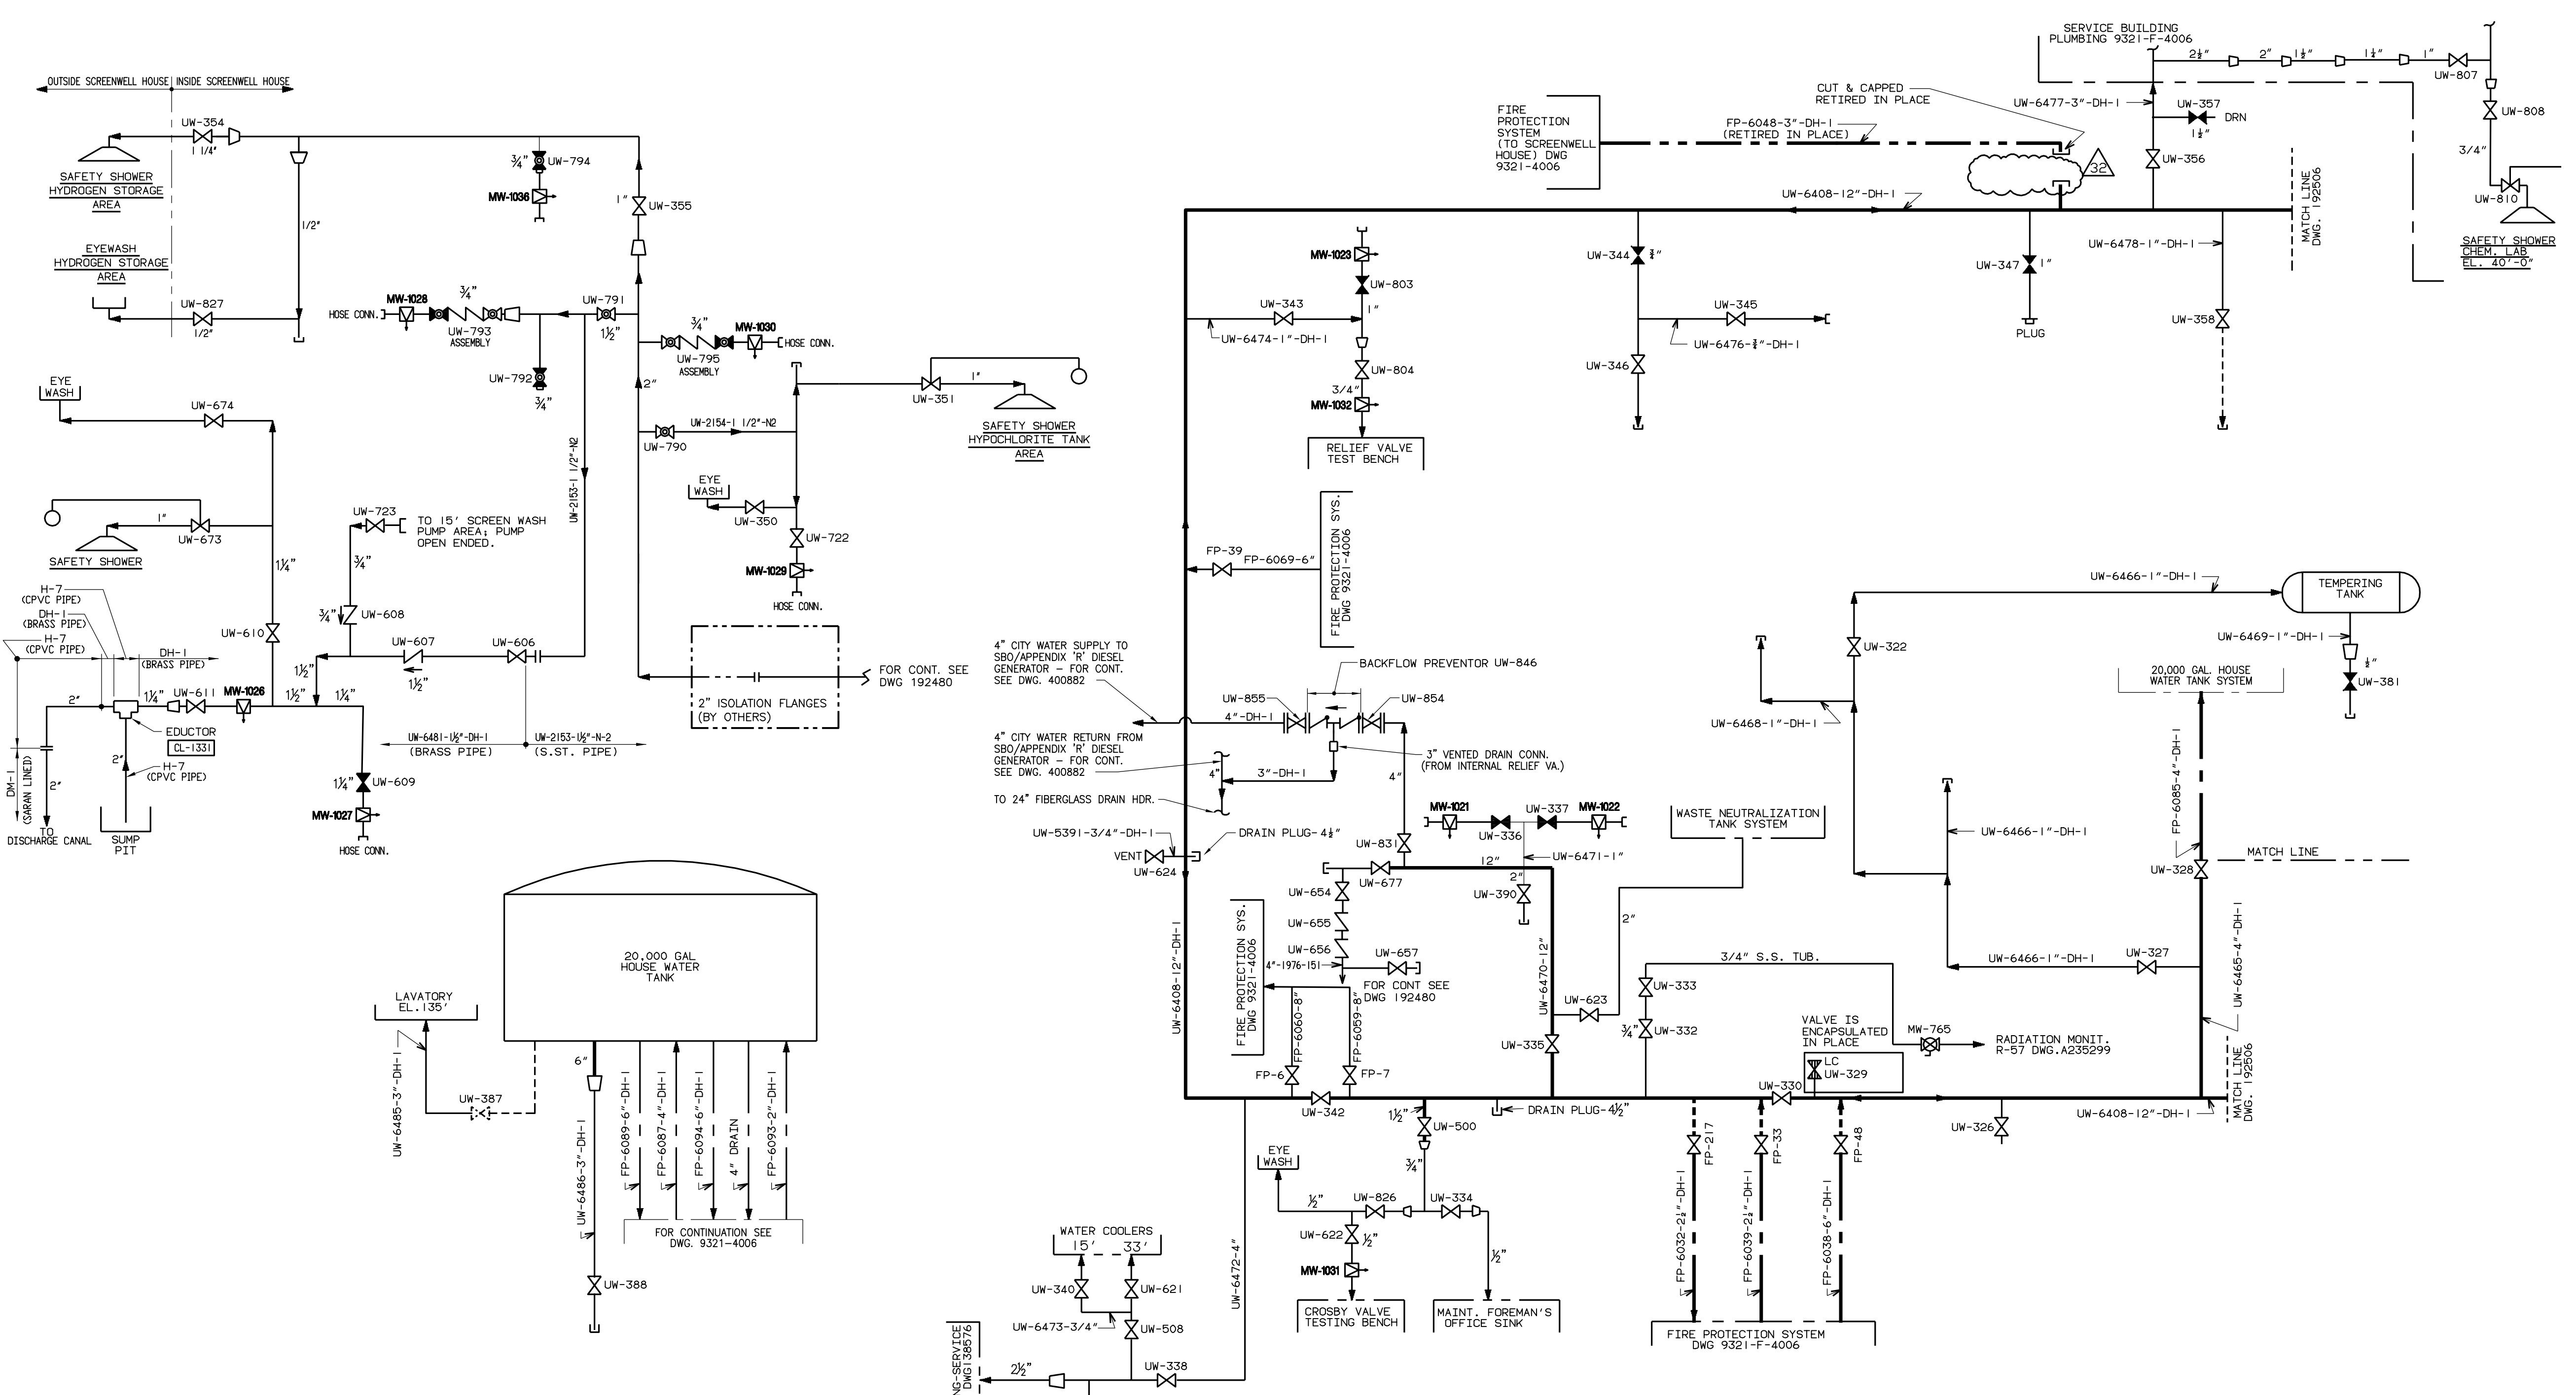 OUTSIDE SCREENWELL HOUSE
INSIDE SCREENWELL HOUSE
UW-354
1 1/4"
SAFETY SHOWER
HYDROGEN STORAGE
AREA
EYEWASH
HYDROGEN STORAGE
AREA
UW-827
1/2"
1/2"
3/4"
UW-794
MW-1036
1"
UW-355
MW-1028
HOSE CONN.
3/4"
UW-793
ASSEMBLY
UW-791
1½"
UW-792
3/4"
3/4"
MW-1030
HOSE CONN.
UW-795
ASSEMBLY
2"
UW-2154-1 1/2"-N2
UW-790
UW-2153-1 1/2"-N2
UW-351
1"
SAFETY SHOWER
HYPOCHLORITE TANK
AREA
EYE
WASH
UW-350
UW-722
MW-1029
HOSE CONN.
EYE
WASH
UW-674
1"
UW-673
SAFETY SHOWER
1¼"
UW-723
TO 15' SCREEN WASH
PUMP AREA; PUMP
OPEN ENDED.
3/4"
3/4"
UW-608
H-7
(CPVC PIPE)
DH-1
(BRASS PIPE)
H-7
(CPVC PIPE)
DH-1
(BRASS PIPE)
UW-610
UW-607
UW-606
1½"
1½"
2"
1¼"
UW-611
MW-1026
1½"
1¼"
EDUCTOR
CL-1331
H-7
(CPVC PIPE)
2"
2"
DM-1
(SARAN LINED)
TO
DISCHARGE CANAL
SUMP
PIT
UW-6481-1½"-DH-1
(BRASS PIPE)
UW-2153-1½"-N-2
(S.ST. PIPE)
1¼"
UW-609
MW-1027
HOSE CONN.
2" ISOLATION FLANGES
(BY OTHERS)
FOR CONT. SEE
DWG 192480
20,000 GAL
HOUSE WATER
TANK
LAVATORY
EL.135'
UW-6485-3"-DH-1
UW-387
6"
UW-6486-3"-DH-1
UW-388
FP-6089-6"-DH-1
FP-6087-4"-DH-1
FP-6094-6"-DH-1
4" DRAIN
FP-6093-2"-DH-1
FOR CONTINUATION SEE
DWG. 9321-4006
FIRE
PROTECTION
SYSTEM
(TO SCREENWELL
HOUSE) DWG
9321-4006
FP-6048-3"-DH-1
(RETIRED IN PLACE)
CUT & CAPPED
RETIRED IN PLACE
32
SERVICE BUILDING
PLUMBING 9321-F-4006
2½"
2"
1½"
1¼"
1"
UW-807
UW-808
3/4"
UW-810
SAFETY SHOWER
CHEM. LAB
EL. 40'-0"
UW-6477-3"-DH-1
UW-357
DRN
1½"
UW-356
MATCH LINE
DWG. 192506
UW-6408-12"-DH-1
UW-6478-1"-DH-1
UW-358
UW-347
1"
PLUG
UW-344
¾"
UW-345
UW-6476-¾"-DH-1
UW-346
MW-1023
UW-803
1"
UW-343
UW-6474-1"-DH-1
UW-804
3/4"
MW-1032
RELIEF VALVE
TEST BENCH
FIRE PROTECTION SYS.
DWG 9321-4006
FP-39
FP-6069-6"
4" CITY WATER SUPPLY TO
SBO/APPENDIX 'R' DIESEL
GENERATOR - FOR CONT.
SEE DWG. 400882
BACKFLOW PREVENTOR UW-846
UW-855
UW-854
4"-DH-1
4" CITY WATER RETURN FROM
SBO/APPENDIX 'R' DIESEL
GENERATOR - FOR CONT.
SEE DWG. 400882
4"
3"-DH-1
3" VENTED DRAIN CONN.
(FROM INTERNAL RELIEF VA.)
4"
TO 24" FIBERGLASS DRAIN HDR.
UW-5391-3/4"-DH-1
DRAIN PLUG-4½"
VENT
UW-624
UW-831
MW-1021
UW-336
UW-337
MW-1022
UW-6471-1"
12"
UW-677
2"
UW-390
UW-654
UW-655
UW-656
4"-1976-151
UW-657
FOR CONT SEE
DWG 192480
UW-6408-12"-DH-1
FIRE PROTECTION SYS.
DWG 9321-4006
FP-6060-8"
FP-6059-8"
FP-6
FP-7
UW-342
UW-6470-12"
UW-335
UW-623
2"
WASTE NEUTRALIZATION
TANK SYSTEM
3/4" S.S. TUB.
UW-333
¾"
UW-332
MW-765
RADIATION MONIT.
R-57 DWG.A235299
VALVE IS
ENCAPSULATED
IN PLACE
LC
UW-329
UW-330
UW-6466-1"-DH-1
TEMPERING
TANK
UW-6469-1"-DH-1
½"
UW-381
UW-322
UW-6468-1"-DH-1
UW-6466-1"-DH-1
20,000 GAL. HOUSE
WATER TANK SYSTEM
FP-6085-4"-DH-1
UW-328
MATCH LINE
UW-6466-1"-DH-1
UW-327
UW-6465-4"-DH-1
MATCH LINE
DWG. 192506
UW-6408-12"-DH-1
UW-326
1½"
UW-500
DRAIN PLUG-4½"
¾"
EYE
WASH
½"
UW-826
UW-334
UW-622
½"
MW-1031
½"
CROSBY VALVE
TESTING BENCH
MAINT. FOREMAN'S
OFFICE SINK
FP-217
FP-33
FP-48
FP-6032-2½"-DH-1
FP-6039-2½"-DH-1
FP-6038-6"-DH-1
FIRE PROTECTION SYSTEM
DWG 9321-F-4006
UW-6472-4"
WATER COOLERS
15' 33'
UW-340
UW-621
UW-6473-3/4"
UW-508
UW-338
2½"
NG-SERVICE
DWG138576